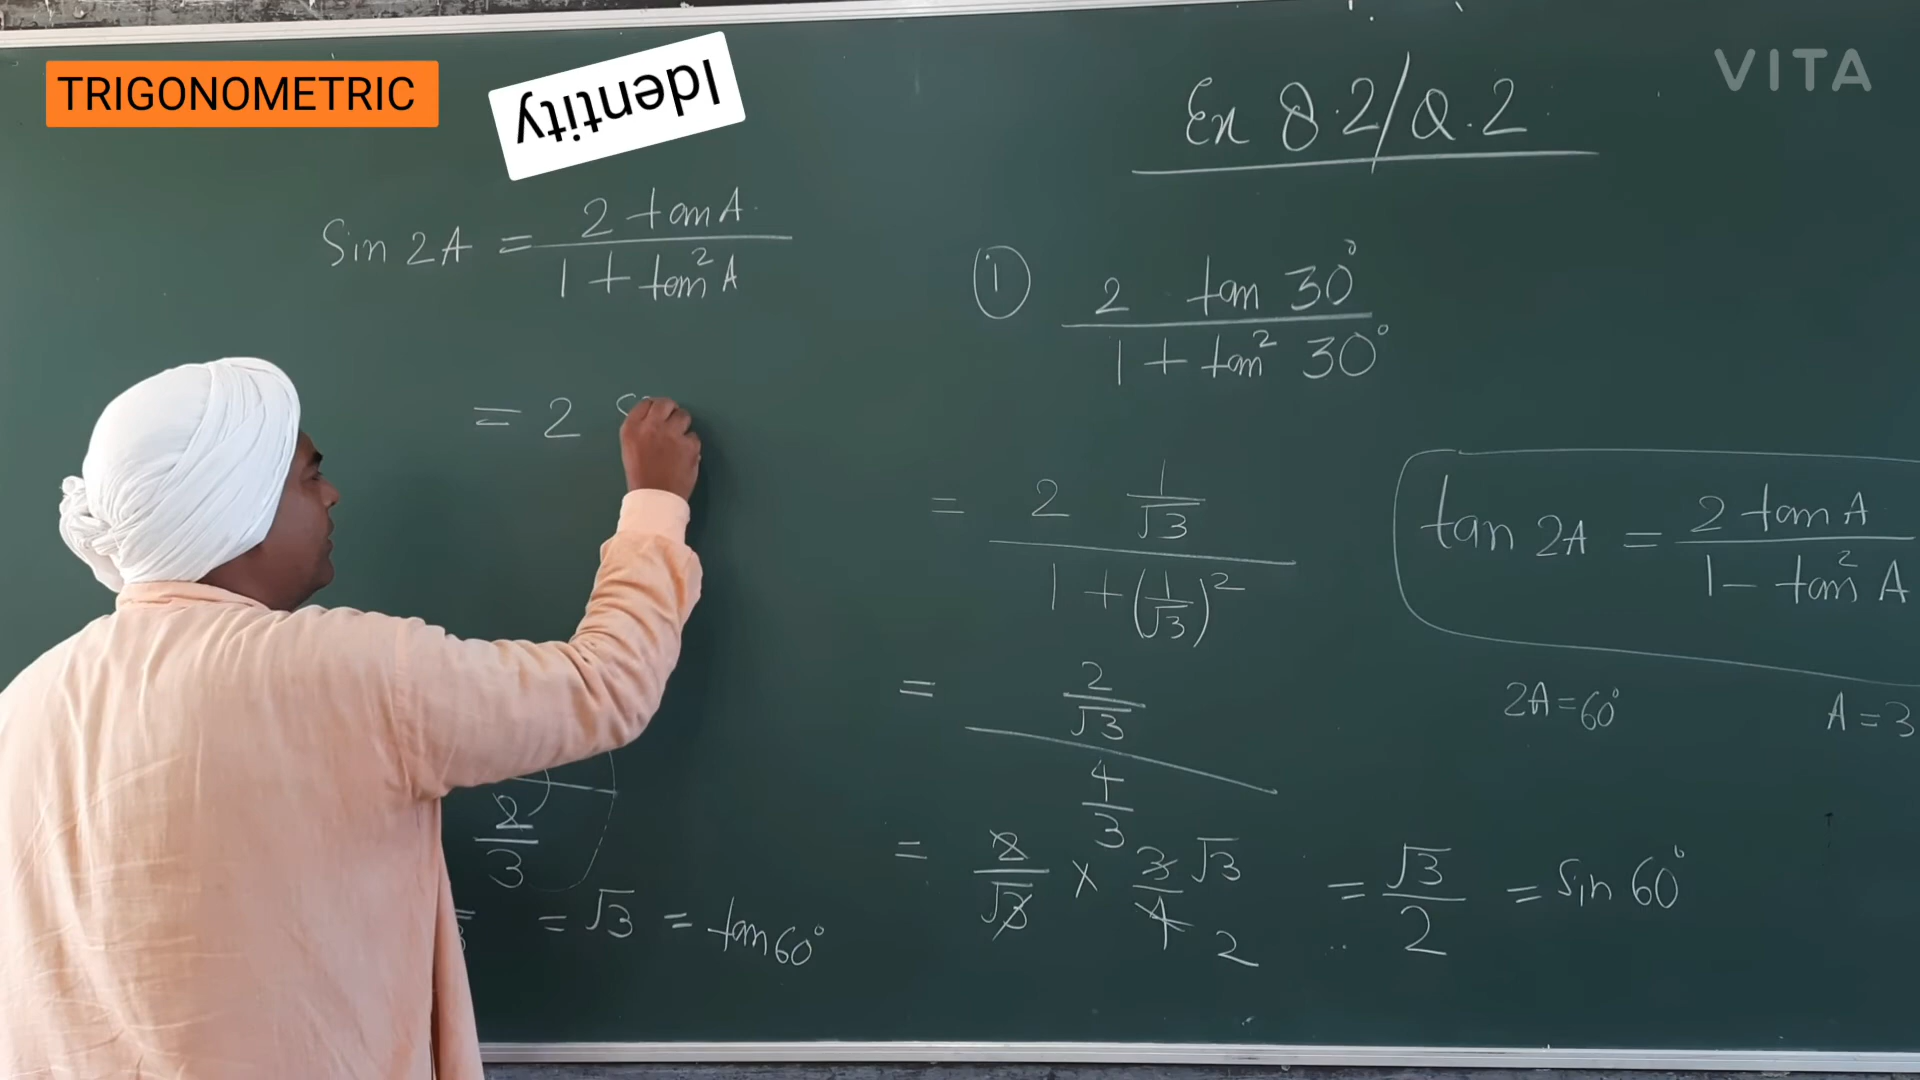 TRIGONOMETRIC
Identity
VITA
Ex 8.2/Q.2
Sin 2A = 2 tan A / 1 + tan² A
= 2
① 2 tan 30° / 1 + tan² 30°
= 2 1/√3 / 1 + (1/√3)²
tan 2A = 2 tan A / 1 - tan² A
2A = 60° A = 3
= 2/√3 / 4/3
= 2/√3 × 3/4 √3 2 = √3/2 = Sin 60°
2/3
= √3 = tan 60°